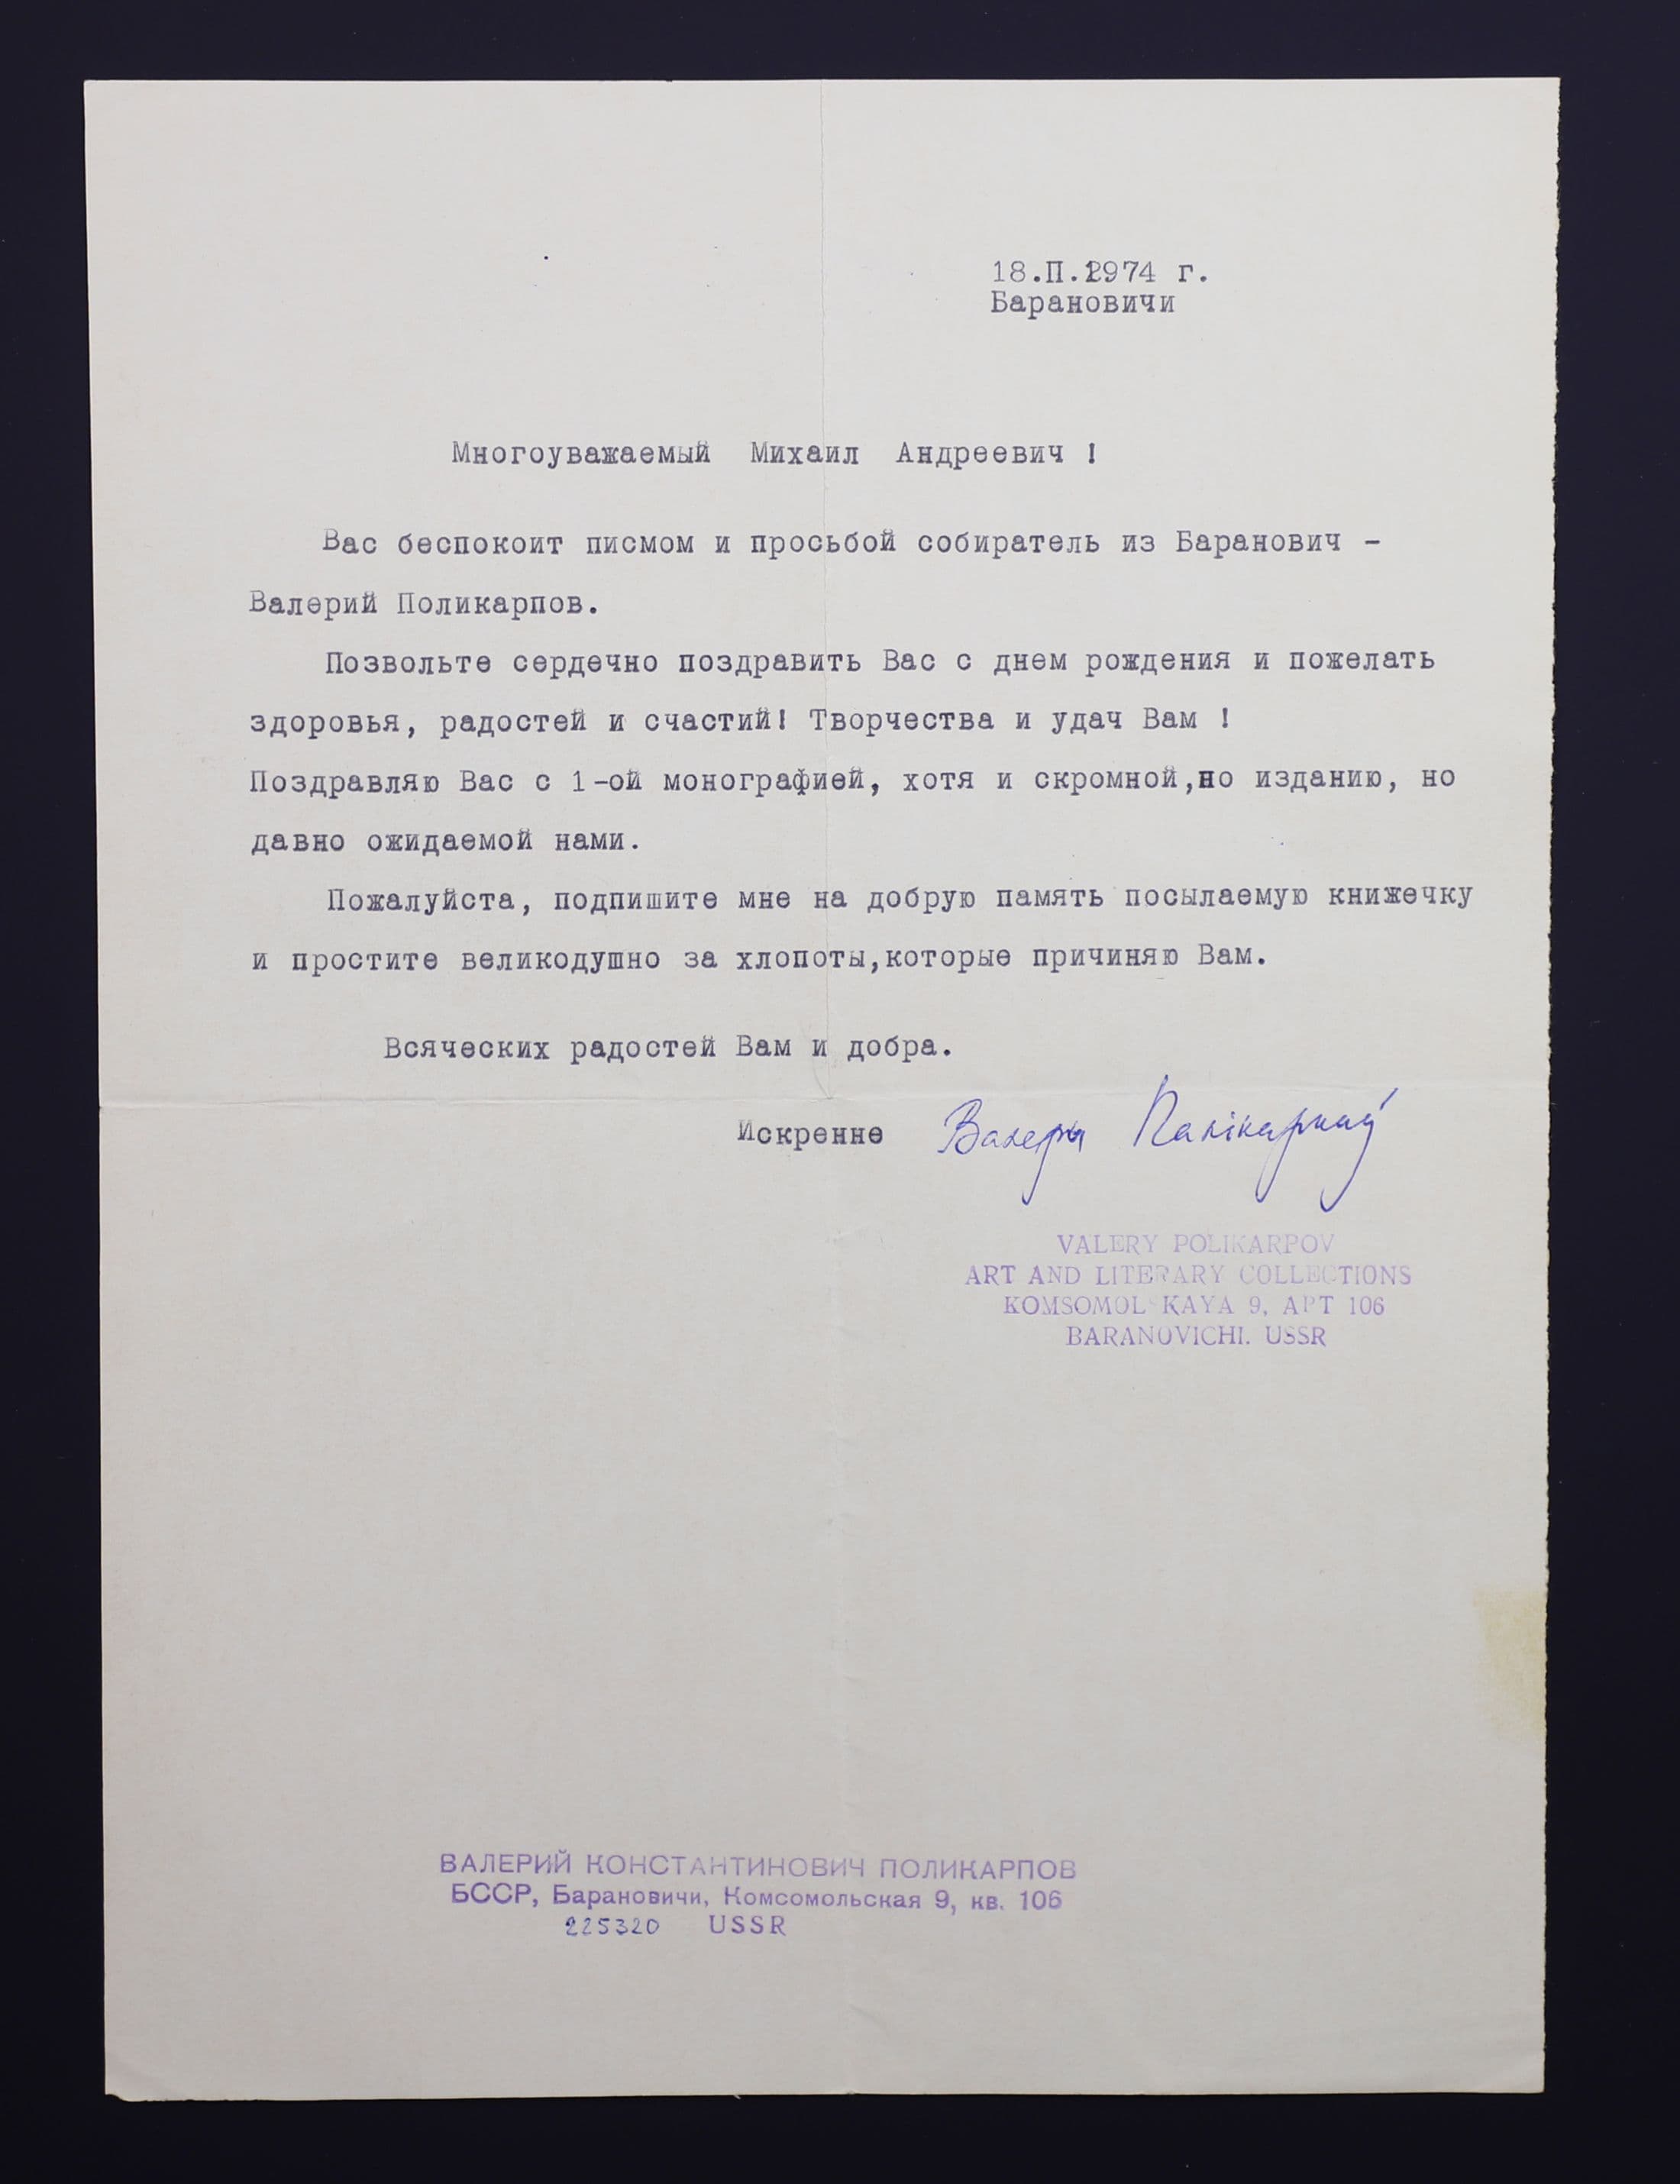 18.П.1974 г.
Барановичи
Многоуважаемый Михаил Андреевич !
Вас беспокоит писмом и просьбой собиратель из Баранович -
Валерий Поликарпов.
Позвольте сердечно поздравить Вас с днем рождения и пожелать
здоровья, радостей и счастий! Творчества и удач Вам !
Поздравляю Вас с 1-ой монографией, хотя и скромной,по изданию, но
давно ожидаемой нами.
Пожалуйста, подпишите мне на добрую память посылаемую книжечку
и простите великодушно за хлопоты,которые причиняю Вам.
Всяческих радостей Вам и добра.
Искренне
VALERY POLIKARPOV
ART AND LITERARY COLLECTIONS
KOMSOMOLSKAYA 9, APT 106
BARANOVICHI. USSR
ВАЛЕРИЙ КОНСТАНТИНОВИЧ ПОЛИКАРПОВ
БССР, Барановичи, Комсомольская 9, кв. 106
225320 USSR